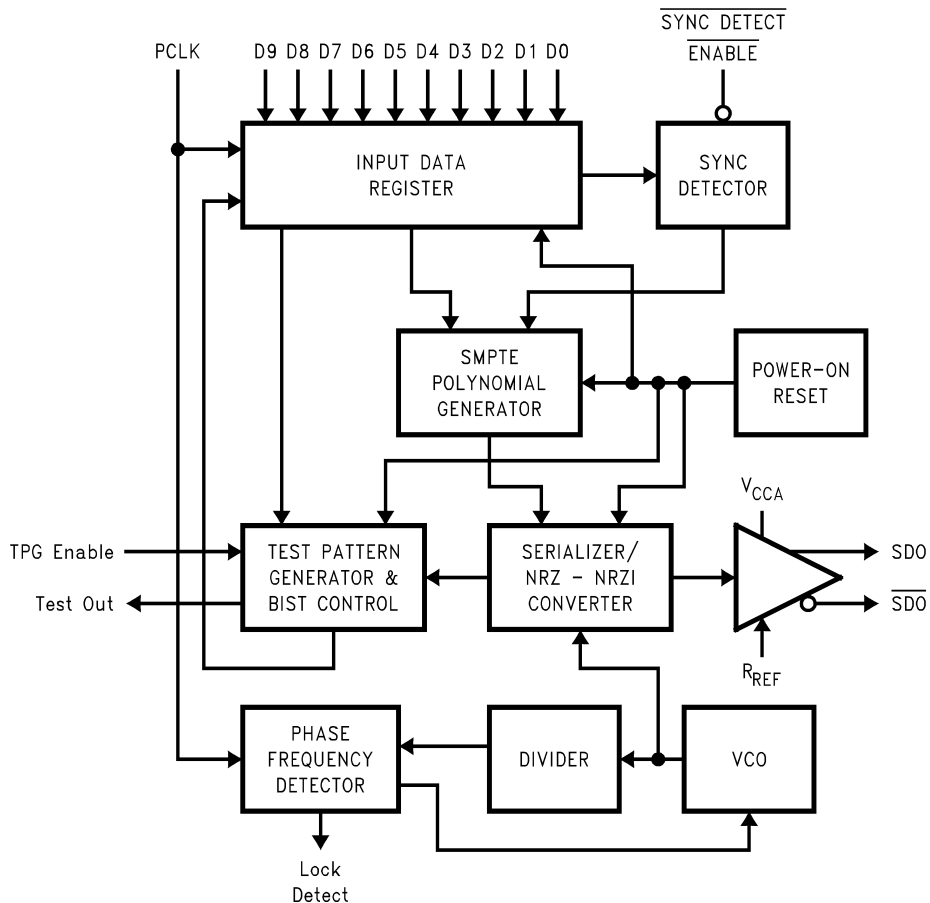 SYNC DETECT
ENABLE
PCLK
D9 D8 D7 D6 D5 D4 D3 D2 D1 D0
INPUT DATA
REGISTER
SYNC
DETECTOR
SMPTE
POLYNOMIAL
GENERATOR
POWER-ON
RESET
VCCA
TPG Enable
TEST PATTERN
GENERATOR &
BIST CONTROL
SERIALIZER/
NRZ - NRZI
CONVERTER
SDO
Test Out
SDO
RREF
PHASE
FREQUENCY
DETECTOR
DIVIDER
VCO
Lock
Detect